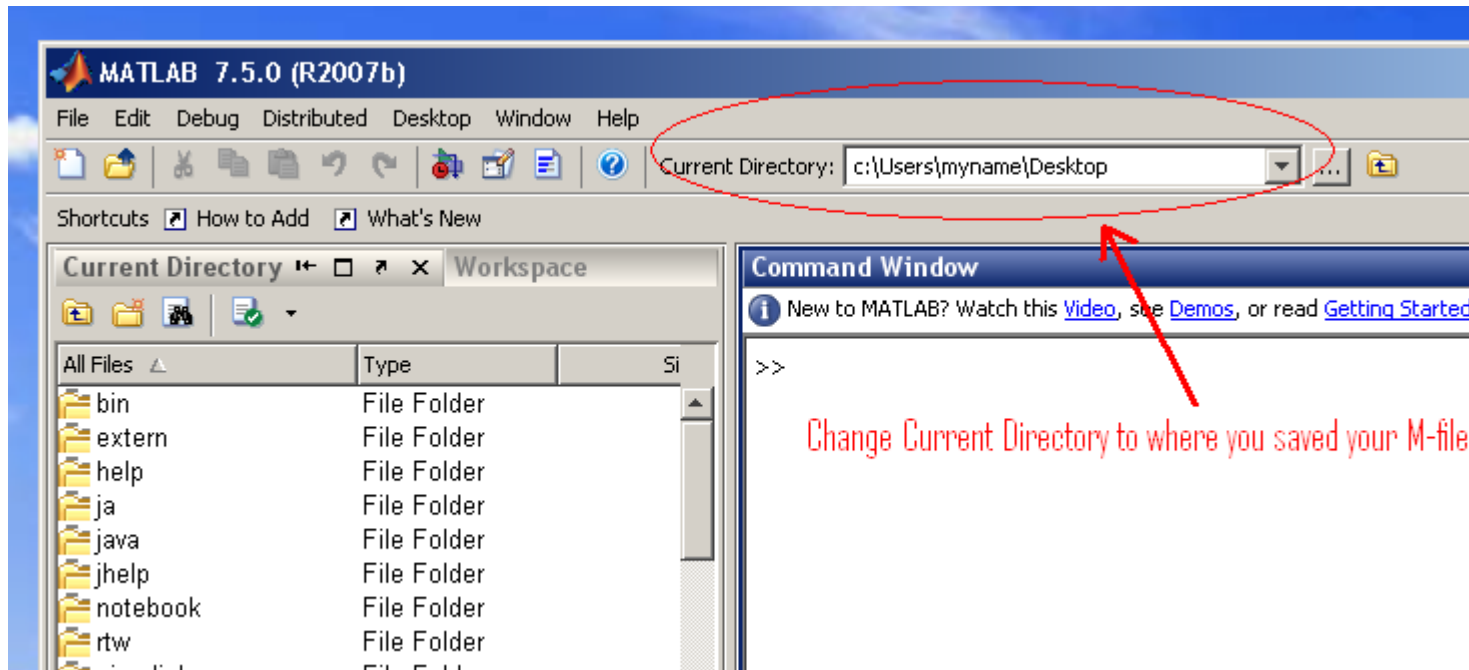 MATLAB 7.5.0 (R2007b)
File Edit Debug Distributed Desktop Window Help
Current Directory: c:\Users\myname\Desktop ...
Shortcuts How to Add What's New
Current Directory Workspace
Command Window
New to MATLAB? Watch this Video, see Demos, or read Getting Started
All Files Type Si
>>
bin File Folder
extern File Folder
Change Current Directory to where you saved your M-file
help File Folder
ja File Folder
java File Folder
jhelp File Folder
notebook File Folder
rtw File Folder